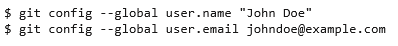 $ git config --global user.name "John Doe"
$ git config --global user.email johndoe@example.com